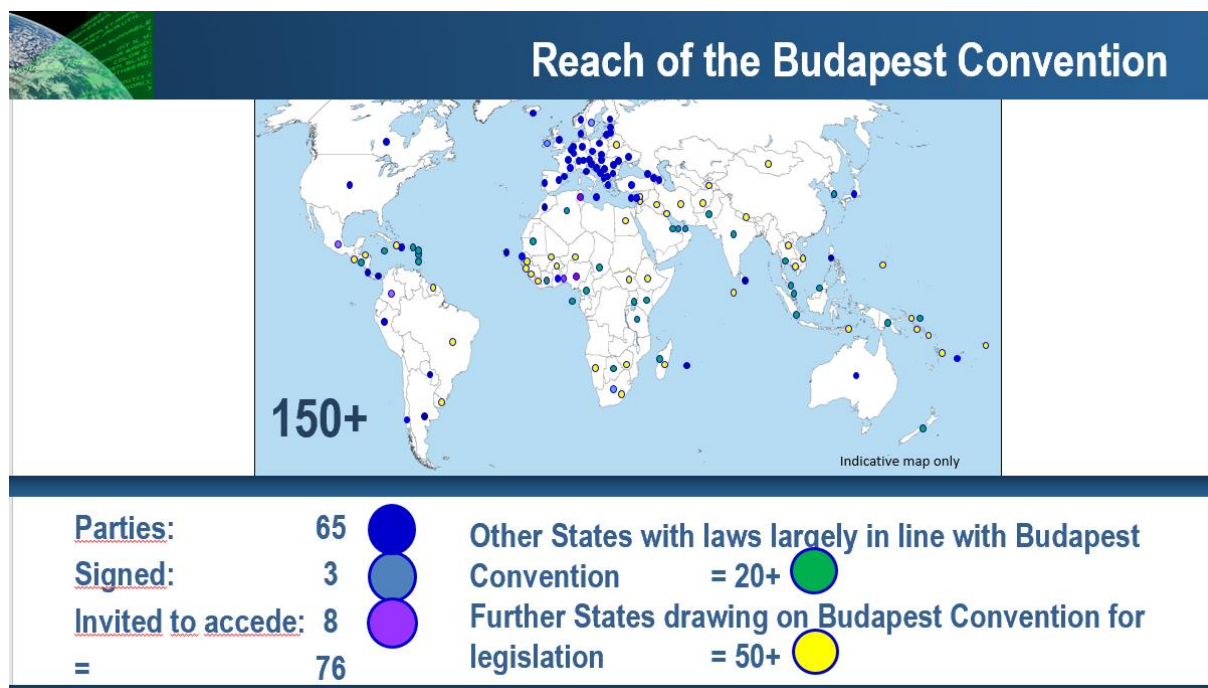 Reach of the Budapest Convention
150+
Indicative map only
Parties: 65
Signed: 3
Invited to accede: 8
= 76
Other States with laws largely in line with Budapest
Convention = 20+
Further States drawing on Budapest Convention for
legislation = 50+